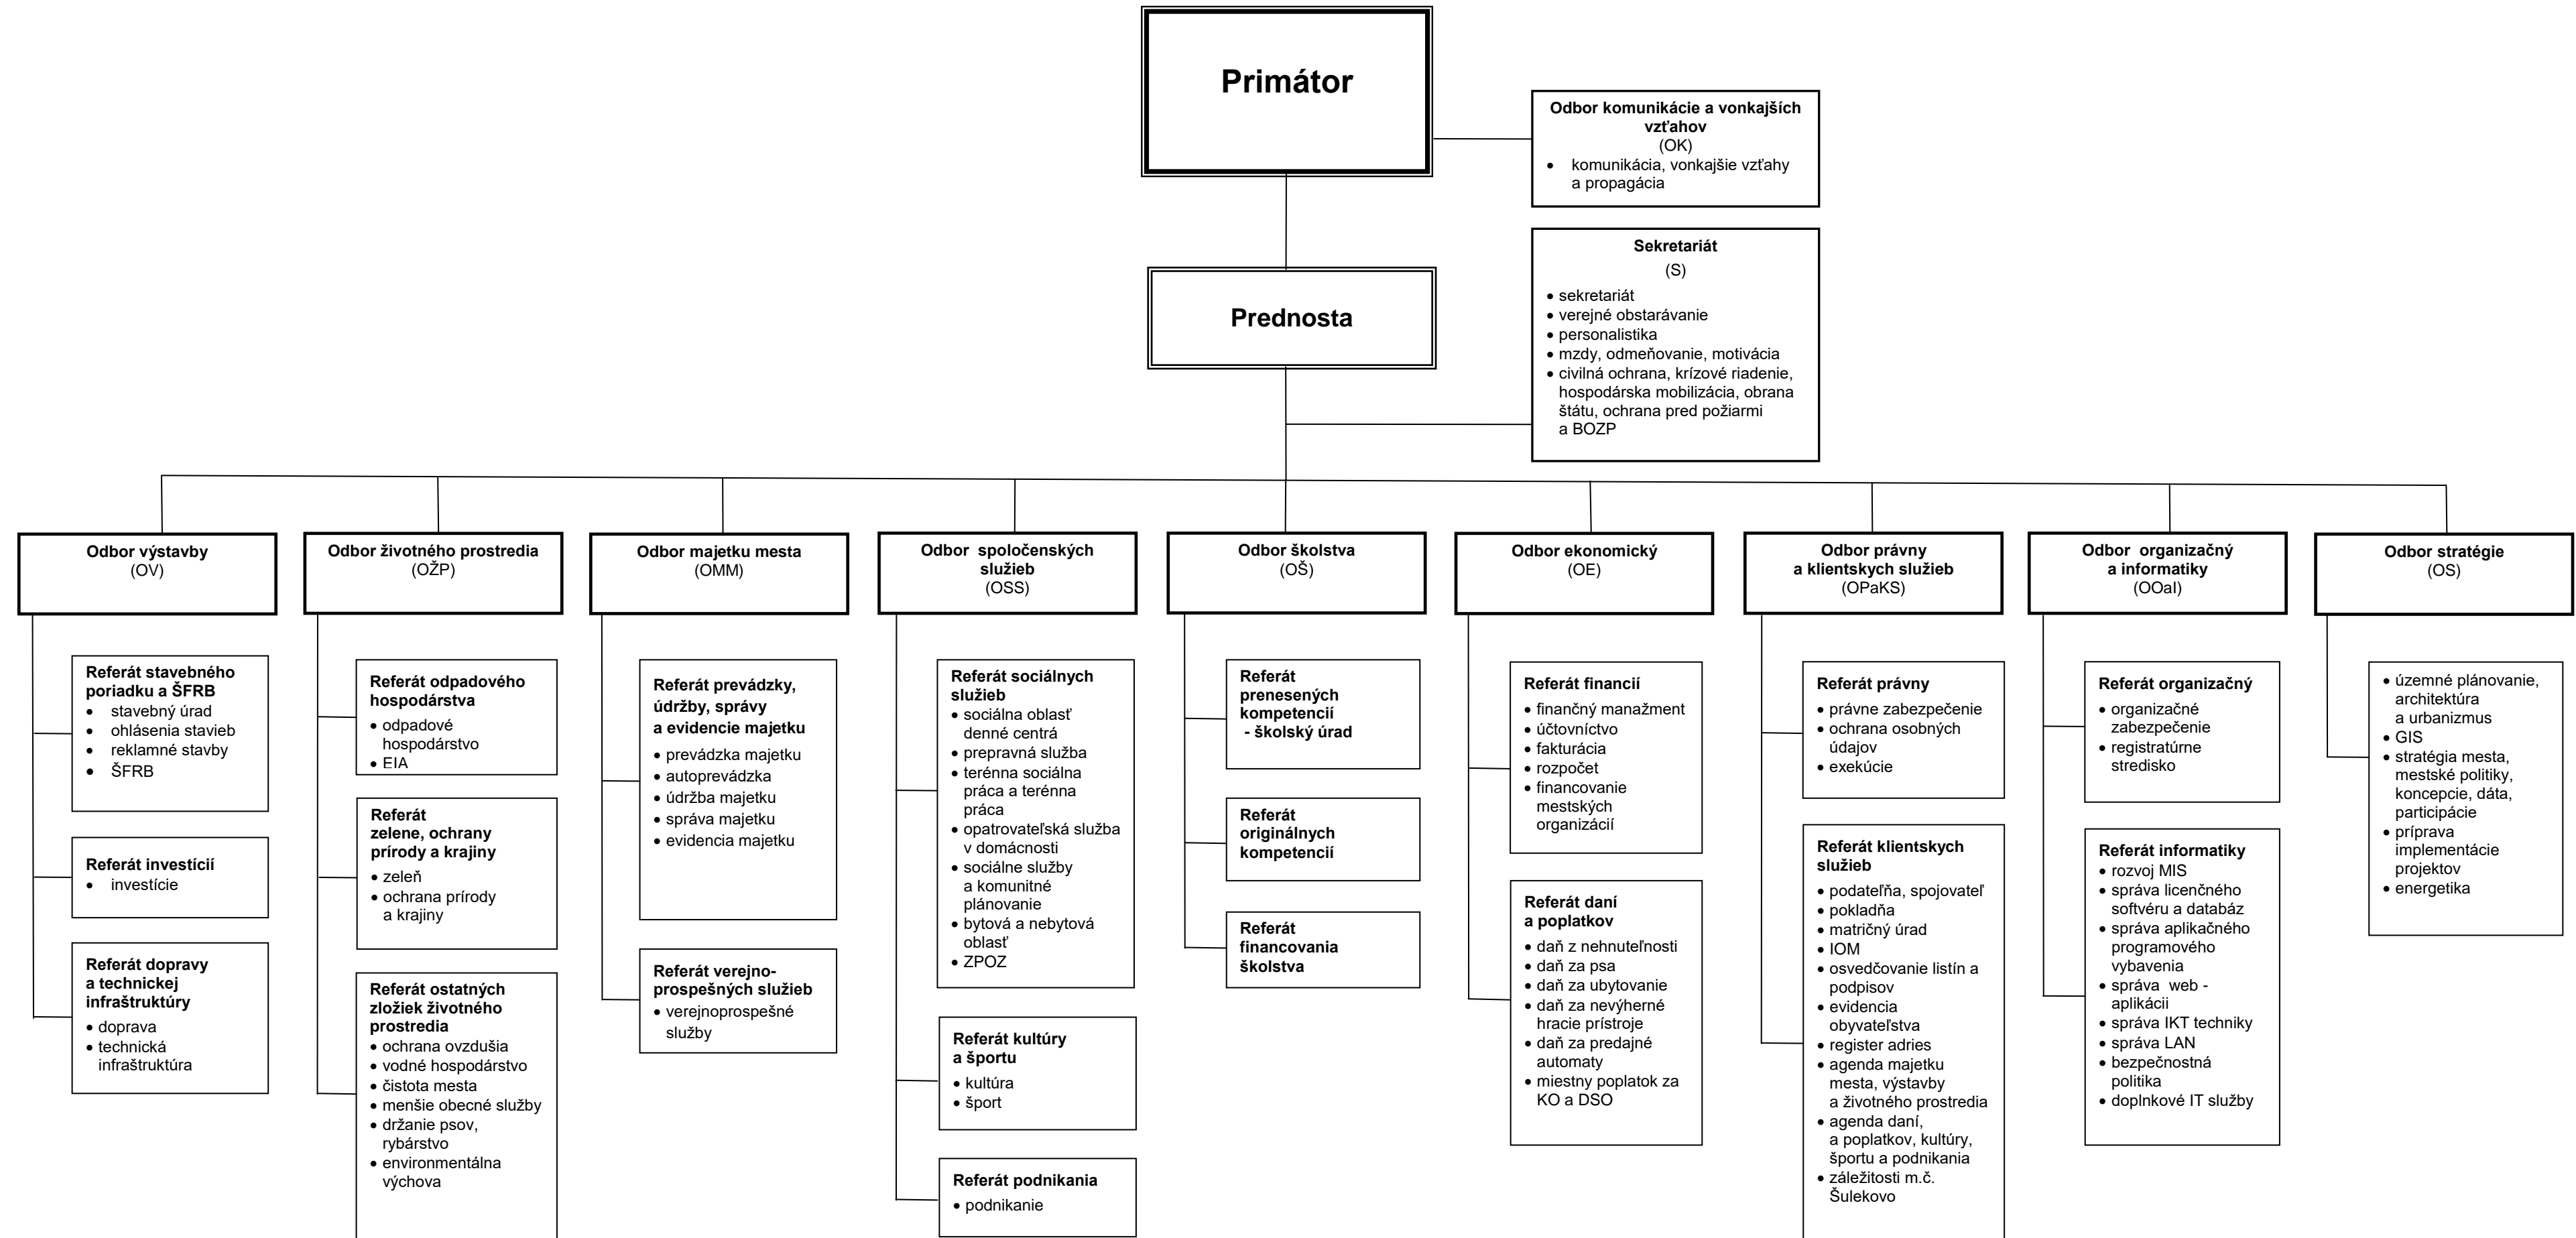 Primátor
Odbor komunikácie a vonkajších
vzťahov
(OK)
• komunikácia, vonkajšie vzťahy
a propagácia
Prednosta
Sekretariát
(S)
• sekretariát
• verejné obstarávanie
• personalistika
• mzdy, odmeňovanie, motivácia
• civilná ochrana, krízové riadenie,
hospodárska mobilizácia, obrana
štátu, ochrana pred požiarmi
a BOZP
Odbor výstavby
(OV)
Referát stavebného
poriadku a ŠFRB
• stavebný úrad
• ohlásenia stavieb
• reklamné stavby
• ŠFRB
Referát investícií
• investície
Referát dopravy
a technickej
infraštruktúry
• doprava
• technická
infraštruktúra
Odbor životného prostredia
(OŽP)
Referát odpadového
hospodárstva
• odpadové
hospodárstvo
• EIA
Referát
zelene, ochrany
prírody a krajiny
• zeleň
• ochrana prírody
a krajiny
Referát ostatných
zložiek životného
prostredia
• ochrana ovzdušia
• vodné hospodárstvo
• čistota mesta
• menšie obecné služby
• držanie psov,
rybárstvo
• environmentálna
výchova
Odbor majetku mesta
(OMM)
Referát prevádzky,
údržby, správy
a evidencie majetku
• prevádzka majetku
• autoprevádzka
• údržba majetku
• správa majetku
• evidencia majetku
Referát verejno-
prospešných služieb
• verejnoprospešné
služby
Odbor spoločenských
služieb
(OSS)
Referát sociálnych
služieb
• sociálna oblasť
denné centrá
• prepravná služba
• terénna sociálna
práca a terénna
práca
• opatrovateľská služba
v domácnosti
• sociálne služby
a komunitné
plánovanie
• bytová a nebytová
oblasť
• ZPOZ
Referát kultúry
a športu
• kultúra
• šport
Referát podnikania
• podnikanie
Odbor školstva
(OŠ)
Referát
prenesených
kompetencií
- školský úrad
Referát
originálnych
kompetencií
Referát
financovania
školstva
Odbor ekonomický
(OE)
Referát financií
• finančný manažment
• účtovníctvo
• fakturácia
• rozpočet
• financovanie
mestských
organizácií
Referát daní
a poplatkov
• daň z nehnuteľnosti
• daň za psa
• daň za ubytovanie
• daň za nevýherné
hracie prístroje
• daň za predajné
automaty
• miestny poplatok za
KO a DSO
Odbor právny
a klientskych služieb
(OPaKS)
Referát právny
• právne zabezpečenie
• ochrana osobných
údajov
• exekúcie
Referát klientskych
služieb
• podateľňa, spojovateľ
• pokladňa
• matričný úrad
• IOM
• osvedčovanie listín a
podpisov
• evidencia
obyvateľstva
• register adries
• agenda majetku
mesta, výstavby
a životného prostredia
• agenda daní,
a poplatkov, kultúry,
športu a podnikania
• záležitosti m.č.
Šulekovo
Odbor organizačný
a informatiky
(OOaI)
Referát organizačný
• organizačné
zabezpečenie
• registratúrne
stredisko
Referát informatiky
• rozvoj MIS
• správa licenčného
softvéru a databáz
• správa aplikačného
programového
vybavenia
• správa web -
aplikácii
• správa IKT techniky
• správa LAN
• bezpečnostná
politika
• doplnkové IT služby
Odbor stratégie
(OS)
• územné plánovanie,
architektúra
a urbanizmus
• GIS
• stratégia mesta,
mestské politiky,
koncepcie, dáta,
participácie
• príprava
implementácie
projektov
• energetika